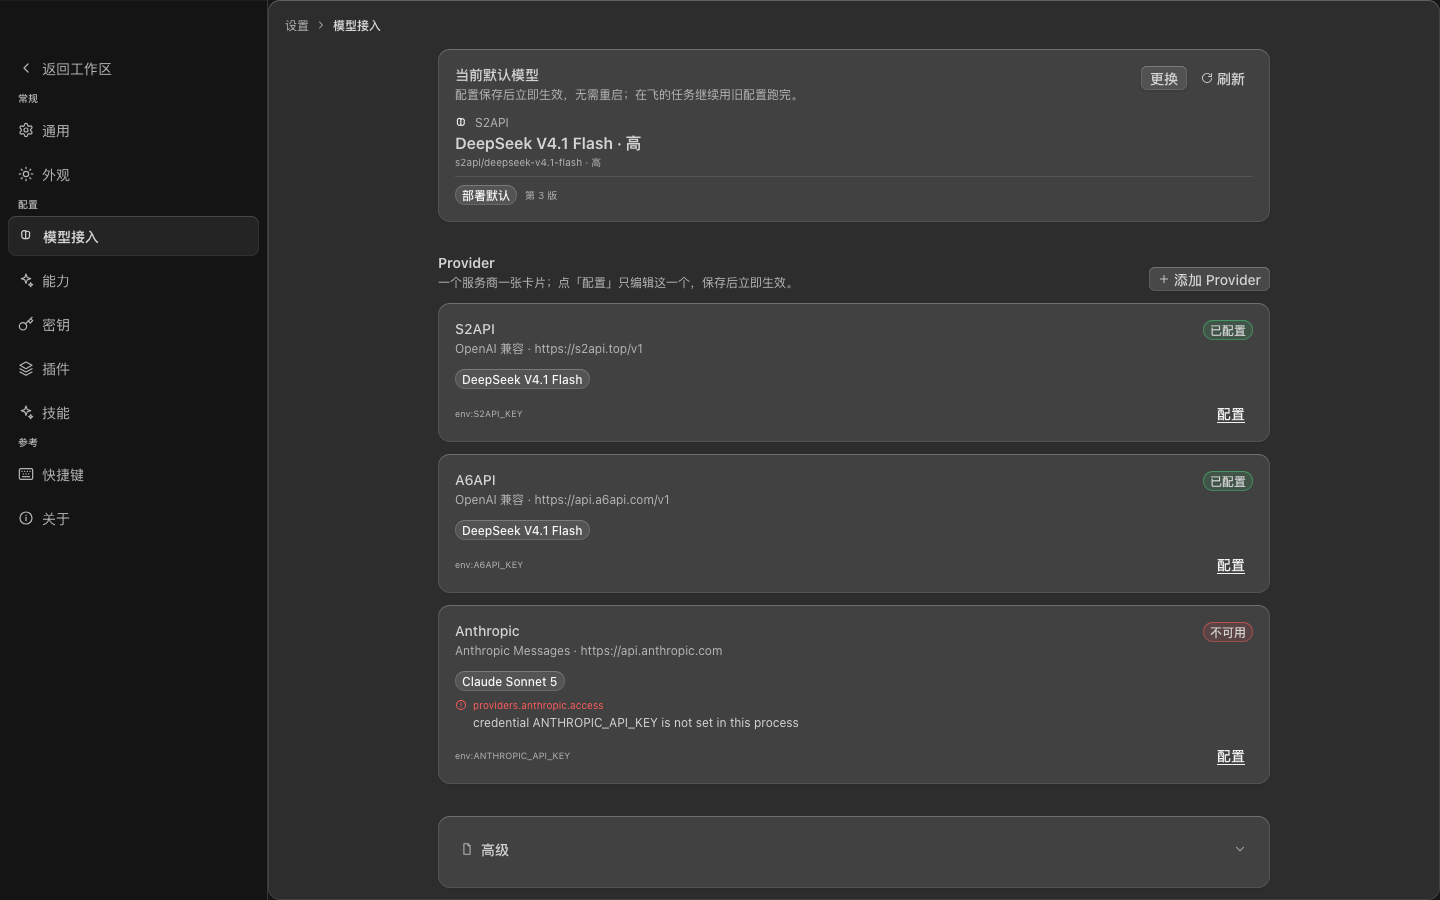 返回工作区
常规
通用
外观
配置
模型接入
能力
密钥
插件
技能
参考
快捷键
关于
设置 > 模型接入
当前默认模型
配置保存后立即生效，无需重启；在飞的任务继续用旧配置跑完。
更换
刷新
S2API
DeepSeek V4.1 Flash · 高
s2api/deepseek-v4.1-flash · 高
部署默认 第 3 版
Provider
一个服务商一张卡片；点「配置」只编辑这一个，保存后立即生效。
+ 添加 Provider
S2API
已配置
OpenAI 兼容 · https://s2api.top/v1
DeepSeek V4.1 Flash
env:S2API_KEY
配置
A6API
已配置
OpenAI 兼容 · https://api.a6api.com/v1
DeepSeek V4.1 Flash
env:A6API_KEY
配置
Anthropic
不可用
Anthropic Messages · https://api.anthropic.com
Claude Sonnet 5
providers.anthropic.access
credential ANTHROPIC_API_KEY is not set in this process
env:ANTHROPIC_API_KEY
配置
高级